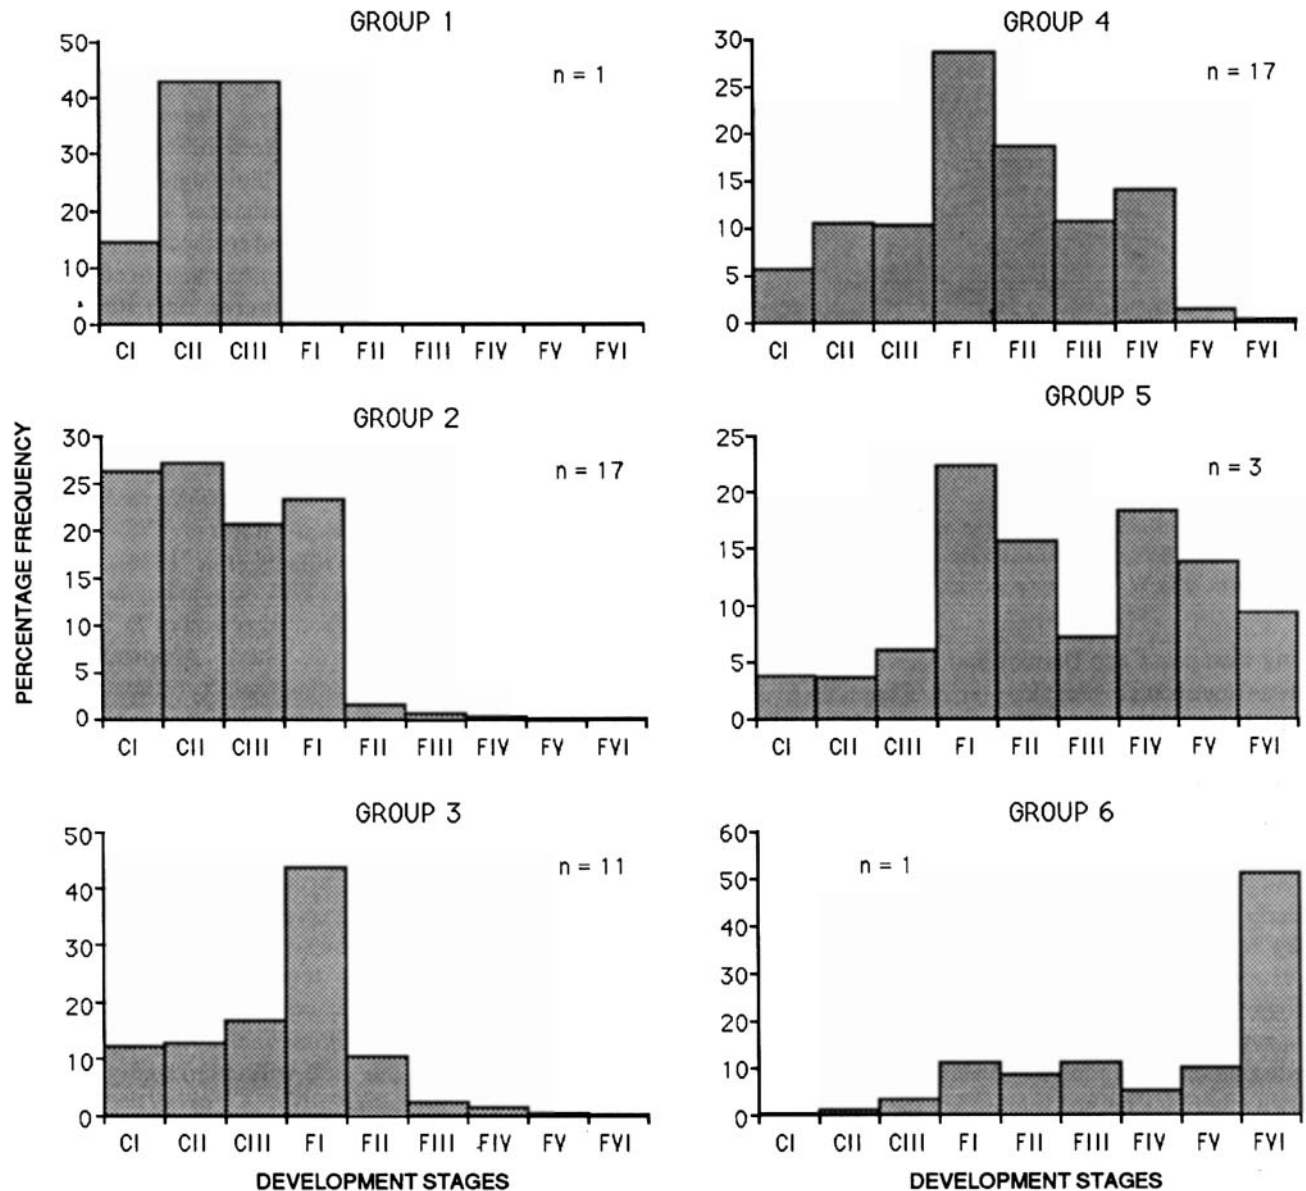 GROUP 1
n = 1
50
40
30
20
10
0
CI CII CIII FI FII FIII FIV FV FVI
GROUP 4
n = 17
30
25
20
15
10
5
0
CI CII CIII FI FII FIII FIV FV FVI
PERCENTAGE FREQUENCY
GROUP 2
n = 17
30
25
20
15
10
5
0
CI CII CIII FI FII FIII FIV FV FVI
GROUP 5
n = 3
25
20
15
10
5
0
CI CII CIII FI FII FIII FIV FV FVI
GROUP 3
n = 11
50
40
30
20
10
0
CI CII CIII FI FII FIII FIV FV FVI
DEVELOPMENT STAGES
GROUP 6
n = 1
60
50
40
30
20
10
0
CI CII CIII FI FII FIII FIV FV FVI
DEVELOPMENT STAGES